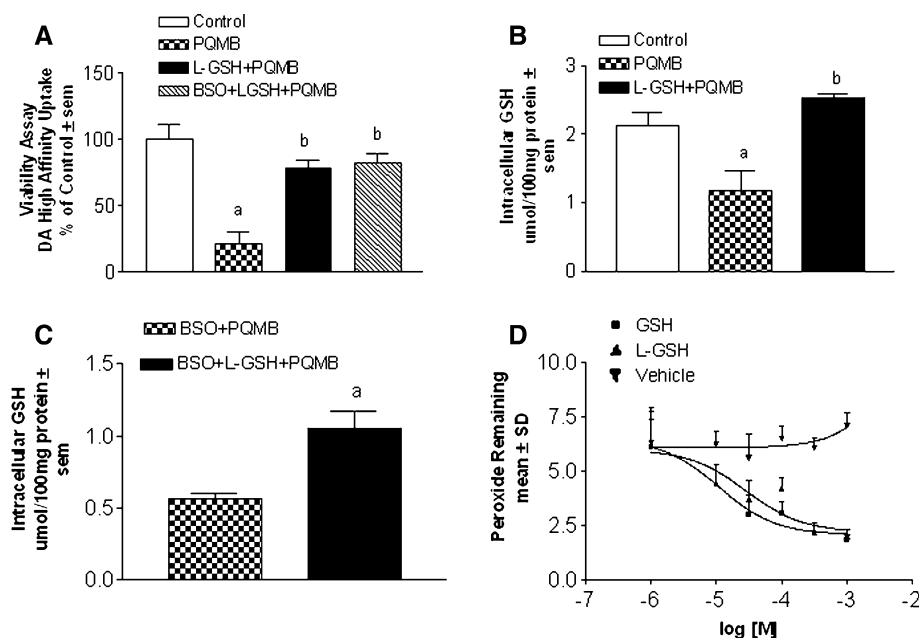 A
Control
PQMB
L-GSH+PQMB
BSO+LGSH+PQMB
Viability Assay
DA High Affinity Uptake
% of Control ± sem
150
100
50
0
a
b
b
B
Control
PQMB
L-GSH+PQMB
Intracellular GSH
umol/100mg protein ±
sem
3
2
1
0
a
b
C
BSO+PQMB
BSO+L-GSH+PQMB
Intracellular GSH
umol/100mg protein ±
sem
1.5
1.0
0.5
0.0
a
D
GSH
L-GSH
Vehicle
Peroxide Remaining
mean ± SD
10.0
7.5
5.0
2.5
0.0
-7
-6
-5
-4
-3
-2
log [M]